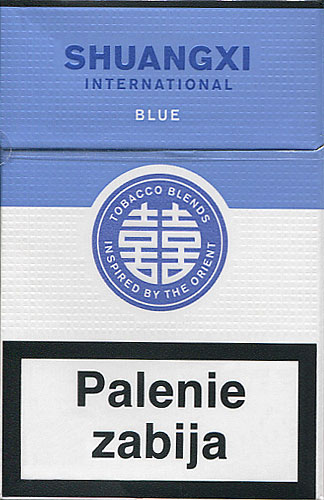 SHUANGXI
INTERNATIONAL
BLUE
TOBACCO BLENDS
囍
INSPIRED BY THE ORIENT
Palenie
zabija